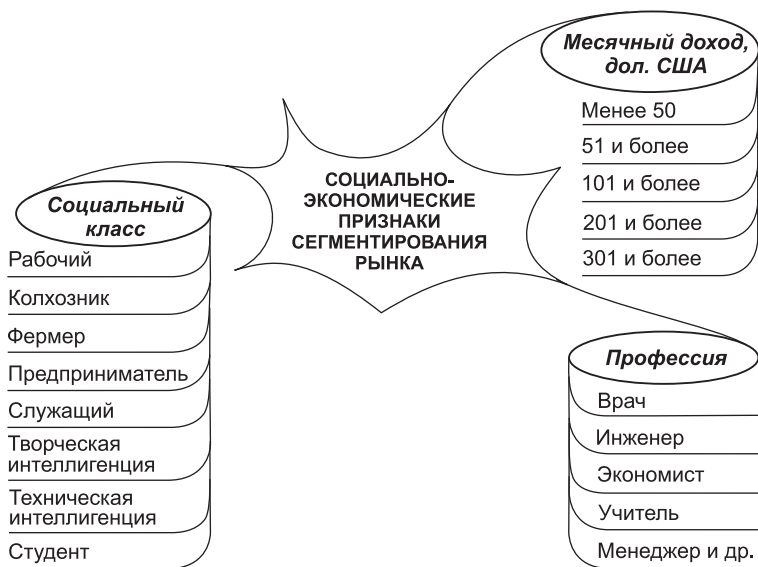 СОЦИАЛЬНО-
ЭКОНОМИЧЕСКИЕ
ПРИЗНАКИ
СЕГМЕНТИРОВАНИЯ
РЫНКА
Социальный
класс
Рабочий
Колхозник
Фермер
Предприниматель
Служащий
Творческая
интеллигенция
Техническая
интеллигенция
Студент
Месячный доход,
дол. США
Менее 50
51 и более
101 и более
201 и более
301 и более
Профессия
Врач
Инженер
Экономист
Учитель
Менеджер и др.